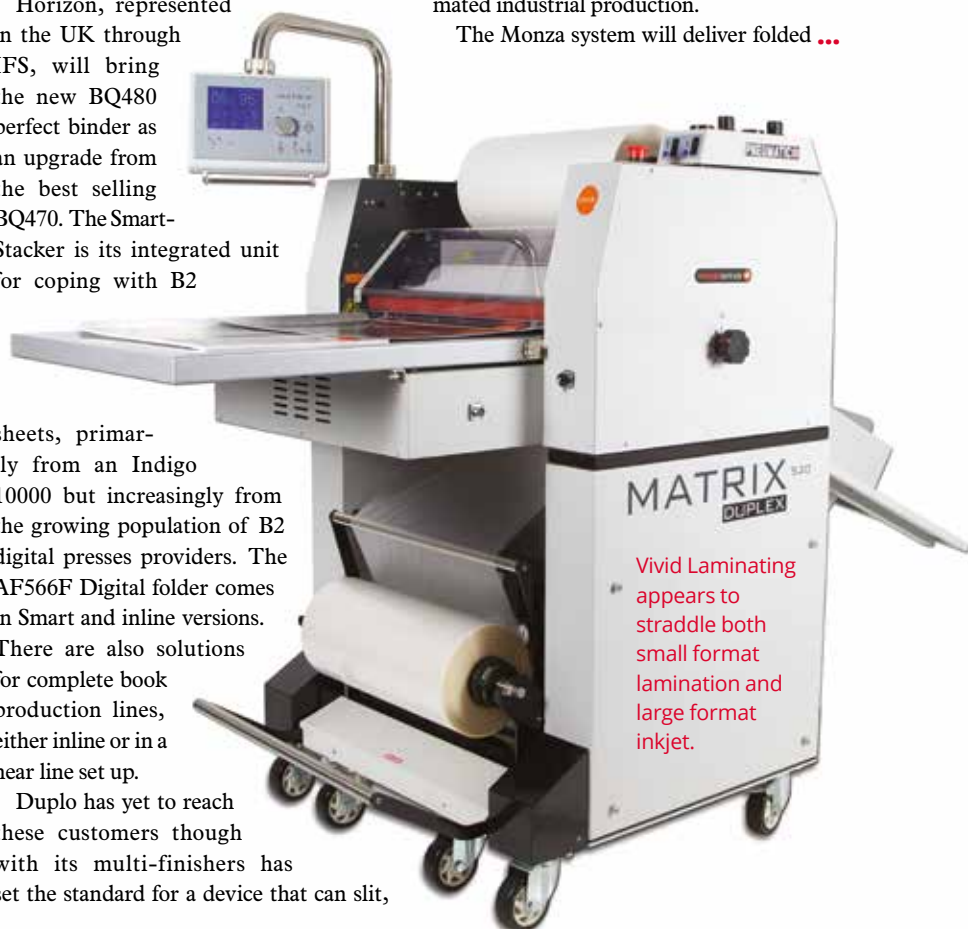 Horizon, represented
in the UK through
IFS, will bring
the new BQ480
perfect binder as
an upgrade from
the best selling
BQ470. The Smart-
Stacker is its integrated unit
for coping with B2
sheets, primar-
ly from an Indigo
10000 but increasingly from
the growing population of B2
digital presses providers. The
AF566F Digital folder comes
in Smart and inline versions.
There are also solutions
for complete book
production lines,
either inline or in a
near line set up.
Duplo has yet to reach
these customers though
with its multi-finishers has
set the standard for a device that can slit,
mated industrial production.
The Monza system will deliver folded ...
MATRIX
PNEUMATIC
MATRIX 530
DUPLEX
Vivid Laminating
appears to
straddle both
small format
lamination and
large format
inkjet.